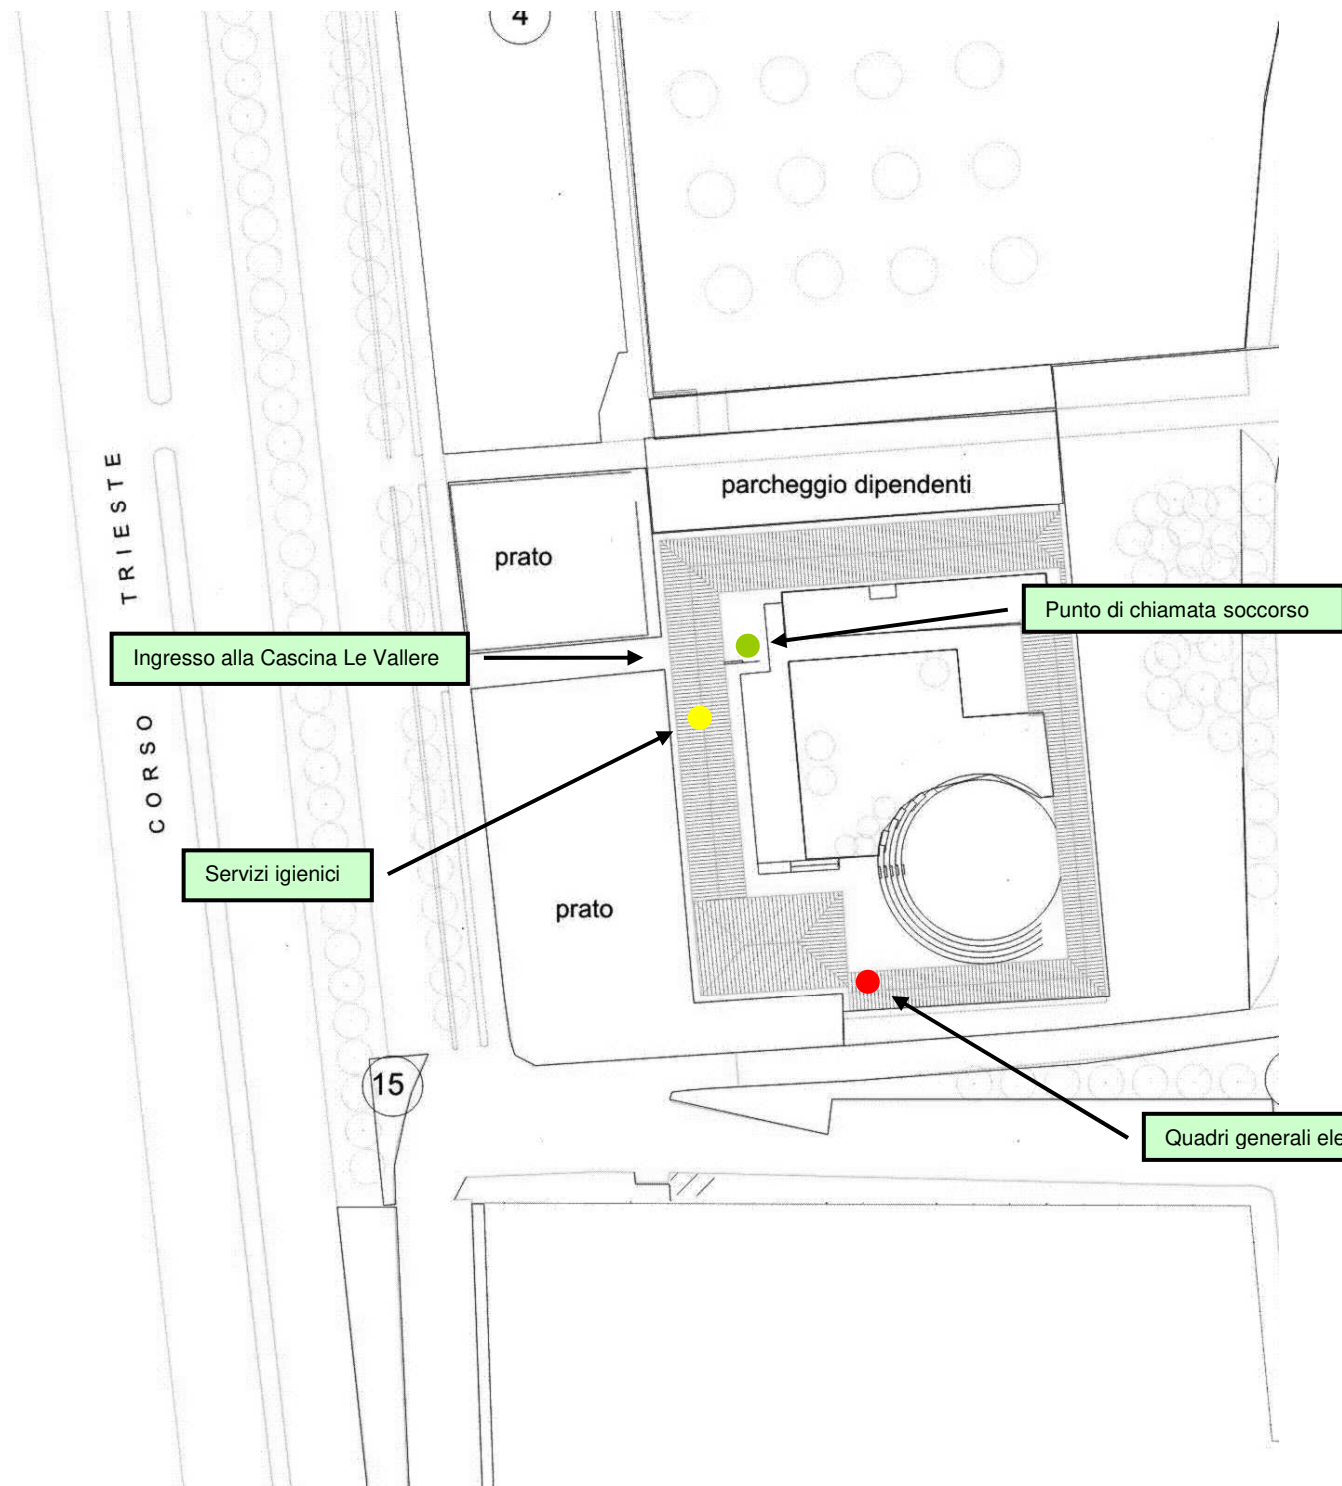 4
parcheggio dipendenti
prato
Punto di chiamata soccorso
Ingresso alla Cascina Le Vallere
CORSO TRIESTE
Servizi igienici
prato
15
Quadri generali ele